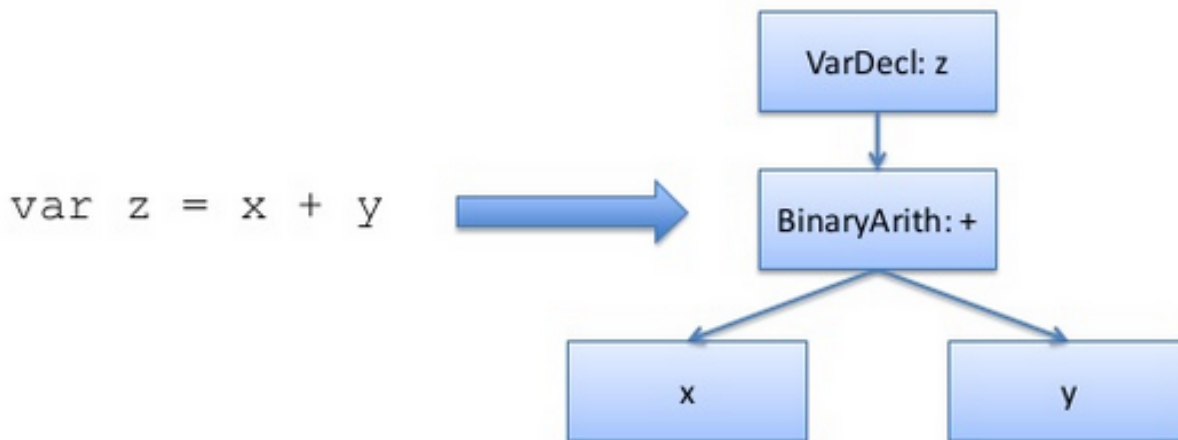 VarDecl: z
var z = x + y
BinaryArith: +
x
y